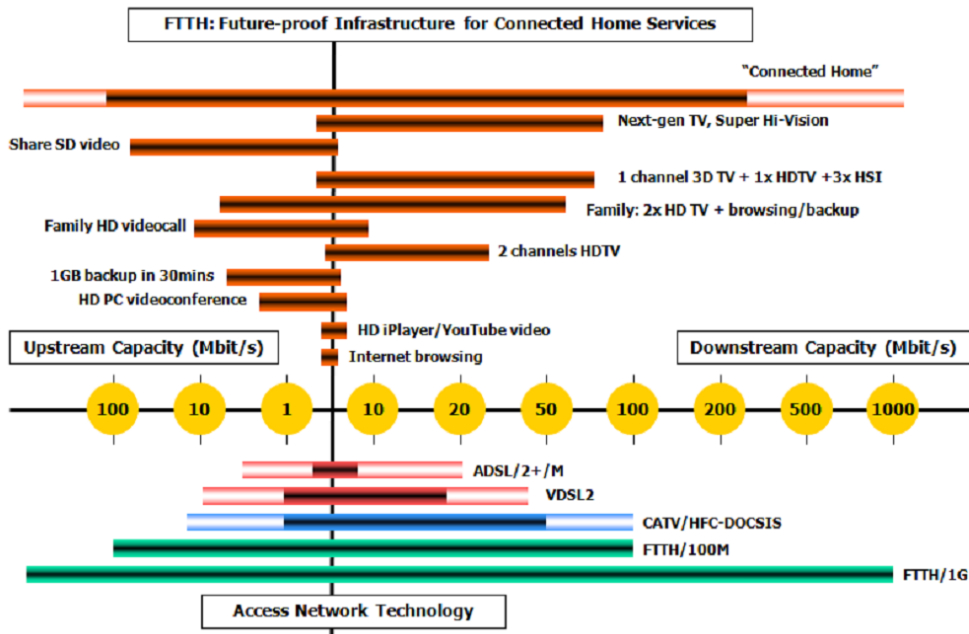 FTTH: Future-proof Infrastructure for Connected Home Services
“Connected Home”
Next-gen TV, Super Hi-Vision
Share SD video
1 channel 3D TV + 1x HDTV +3x HSI
Family: 2x HD TV + browsing/backup
Family HD videocall
2 channels HDTV
1GB backup in 30mins
HD PC videoconference
HD iPlayer/YouTube video
Upstream Capacity (Mbit/s)
Downstream Capacity (Mbit/s)
Internet browsing
100 10 1 10 20 50 100 200 500 1000
ADSL/2+/M
VDSL2
CATV/HFC-DOCSIS
FTTH/100M
FTTH/1G
Access Network Technology